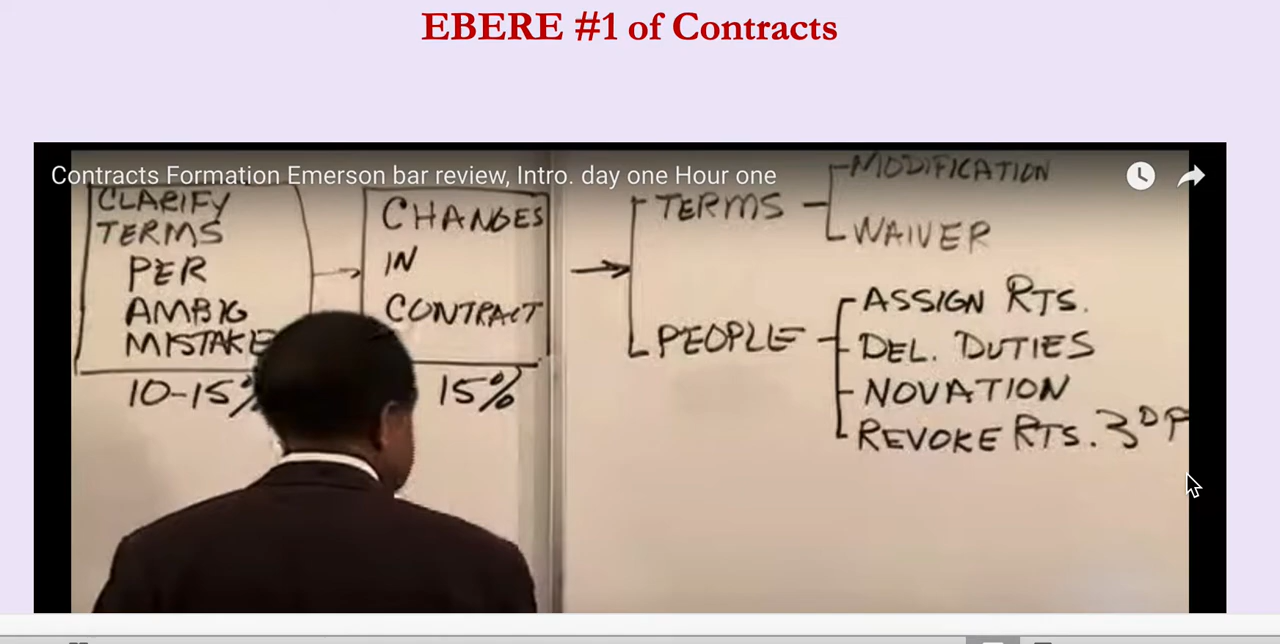 EBERE #1 of Contracts
Contracts Formation Emerson bar review, Intro. day one Hour one
CLARIFY
TERMS
PER
AMBIG
MISTAKE
10-15%
CHANGES
IN
CONTRACT
15%
TERMS
MODIFICATION
WAIVER
PEOPLE
ASSIGN RTS.
DEL. DUTIES
NOVATION
REVOKE RTS. 3D P